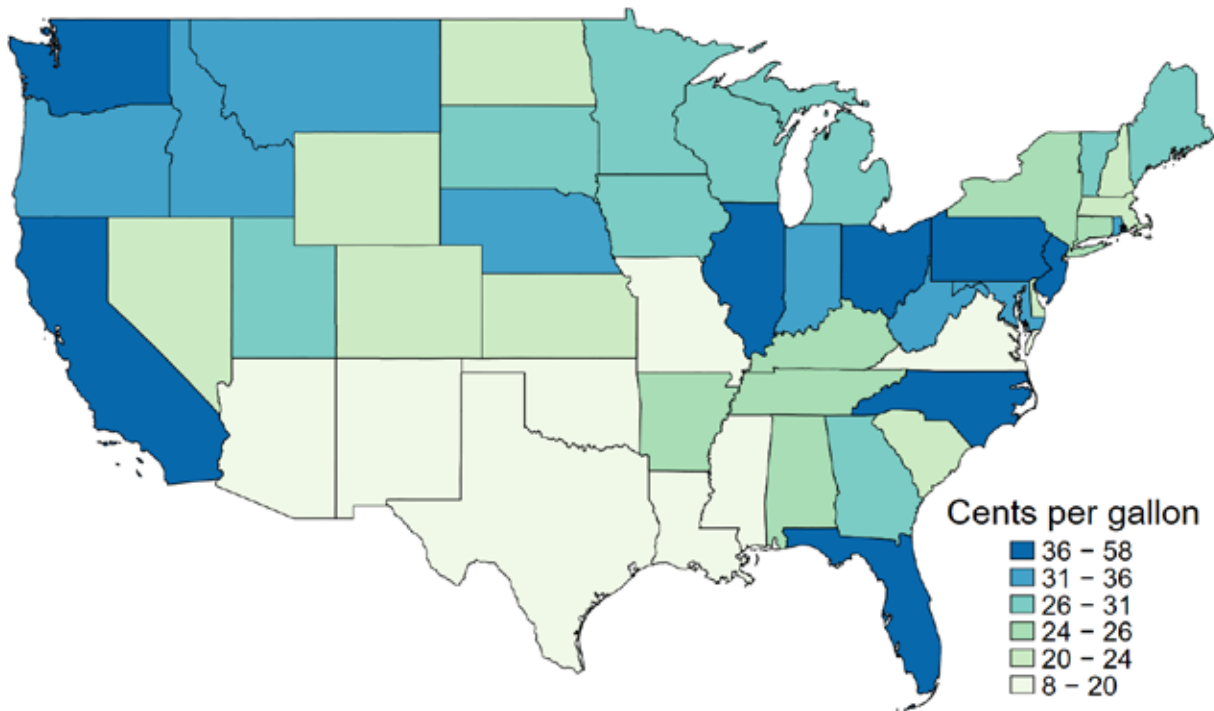 Cents per gallon
36 – 58
31 – 36
26 – 31
24 – 26
20 – 24
8 – 20